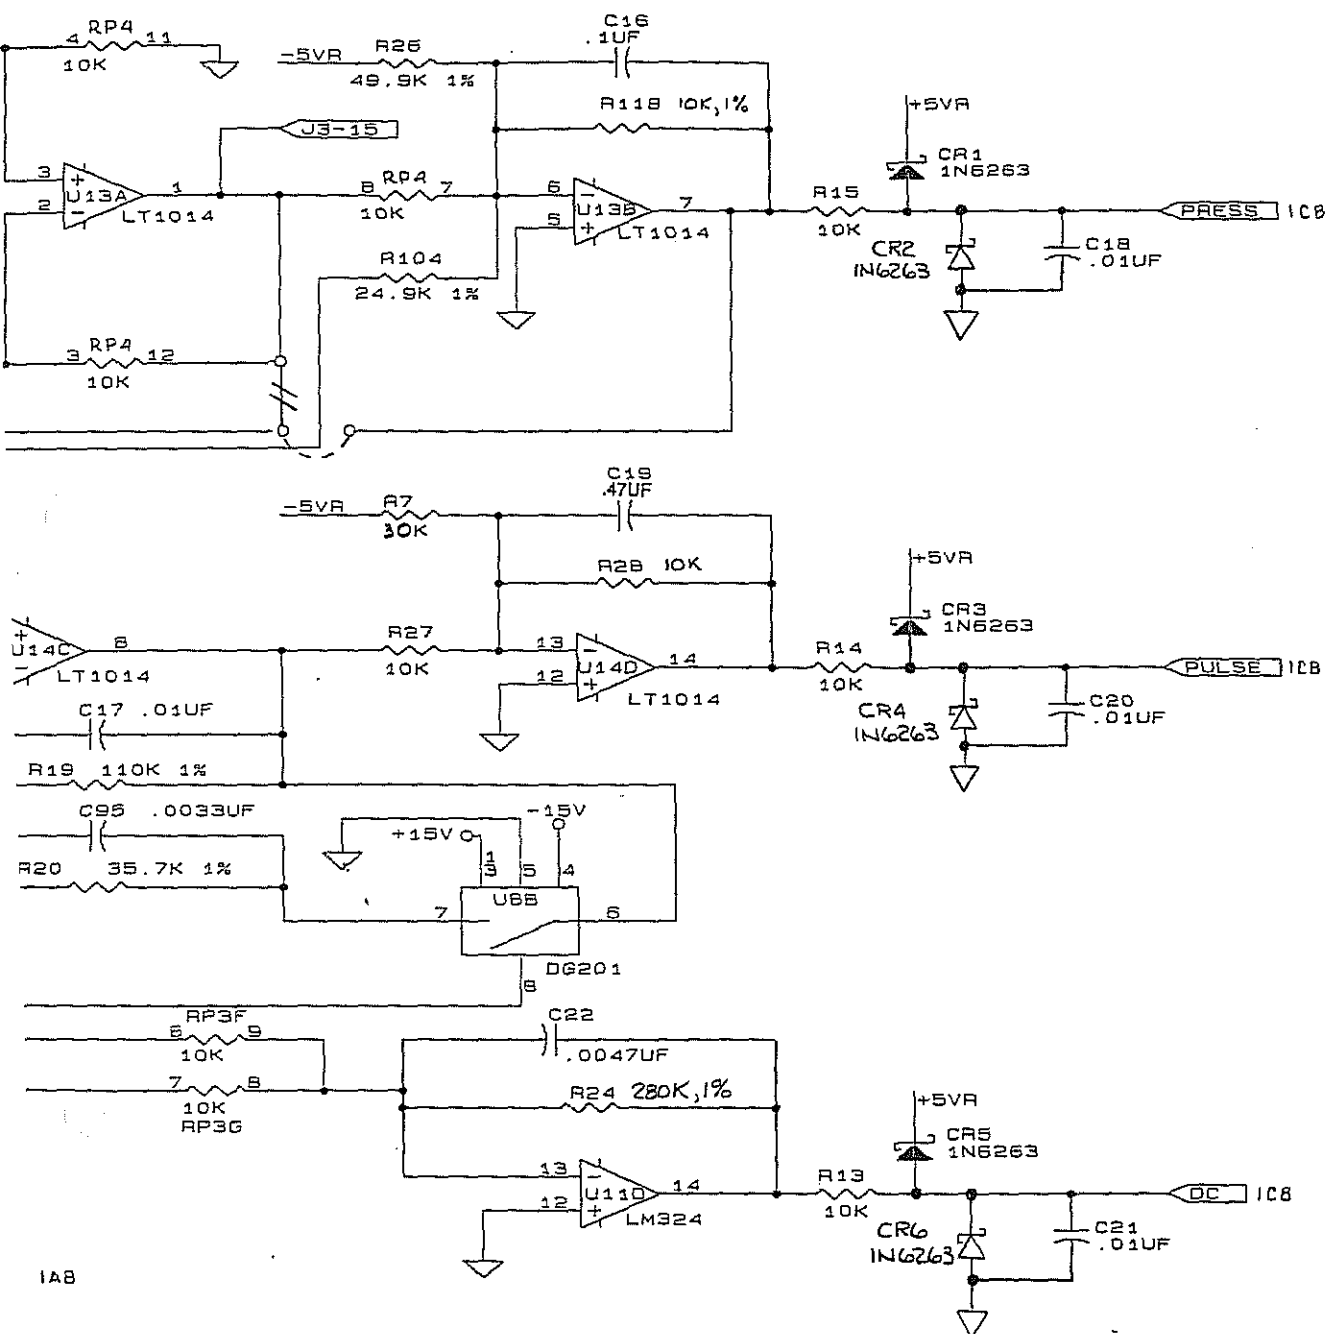 RP4
4 11
10K
-5VR R26
49.9K 1%
C16
.1UF
R118 10K,1%
J3-15
+5VR
CR1
1N6263
3
+
U13A 1
2
-
LT1014
8 RP4 7
10K
6
-
U13B 7
5
+
LT1014
R15
10K
PRESS 1C8
R104
24.9K 1%
CR2
1N6263
C18
.01UF
3 RP4 12
10K
C19
.47UF
-5VR R7
30K
R28 10K
+5VR
CR3
1N6263
+
U14C 8
-
LT1014
R27
10K
13
-
U14D 14
12
+
LT1014
R14
10K
PULSE 1C8
C17 .01UF
CR4
1N6263
C20
.01UF
R19 110K 1%
C95 .0033UF
+15V
-15V
R20 35.7K 1%
13
5
4
U88
7
6
DG201
8
RP3F
6 9
10K
C22
.0047UF
7 8
10K
RP3G
R24 280K,1%
+5VR
CR5
1N6263
13
-
U11D 14
12
+
LM324
R13
10K
DC 1C8
CR6
1N6263
C21
.01UF
1A8